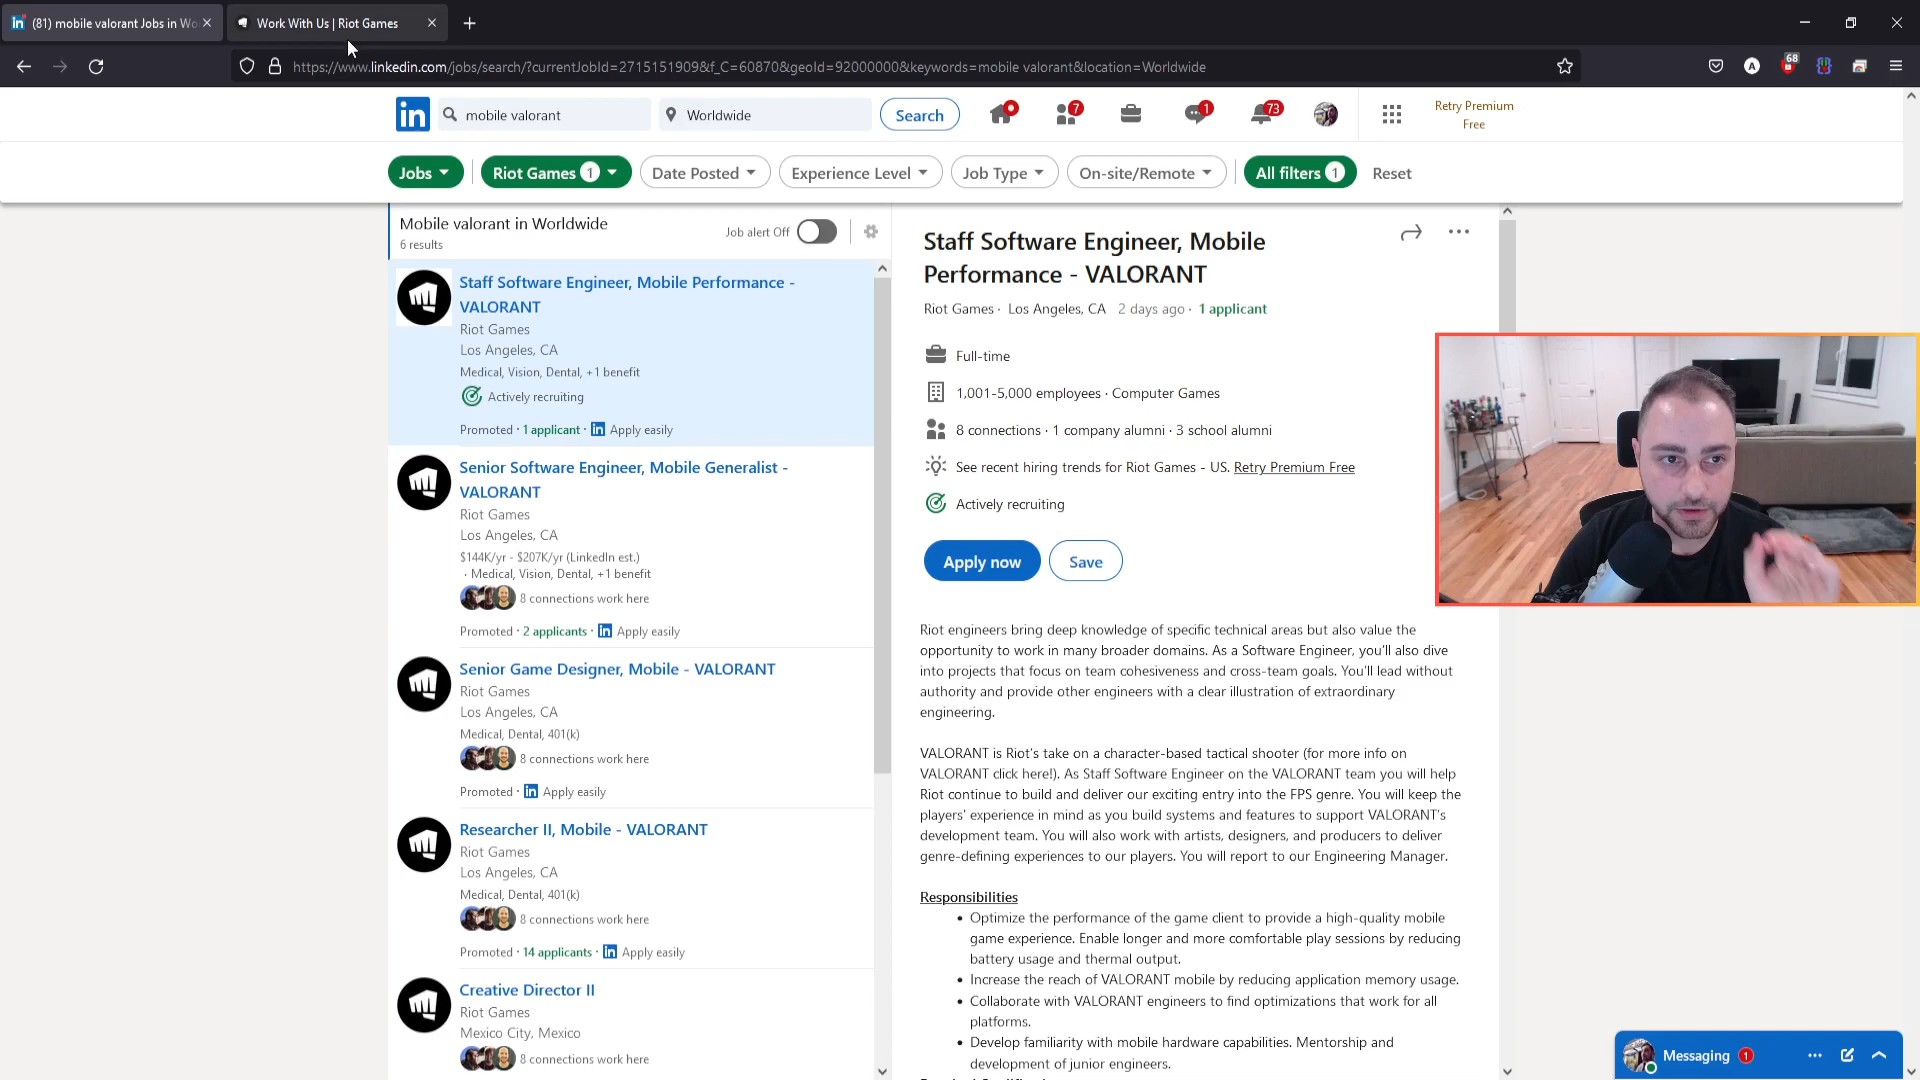 (81) mobile valorant Jobs in Wo
Work With Us | Riot Games
https://www.linkedin.com/jobs/search/?currentJobId=2715151909&f_C=60870&geoId=92000000&keywords=mobile valorant&location=Worldwide
A
68
in
mobile valorant
Worldwide
Search
7
1
73
Retry Premium
Free
Jobs
Riot Games 1
Date Posted
Experience Level
Job Type
On-site/Remote
All filters 1
Reset
Mobile valorant in Worldwide
6 results
Job alert Off
Staff Software Engineer, Mobile Performance -
VALORANT
Riot Games
Los Angeles, CA
Medical, Vision, Dental, +1 benefit
Actively recruiting
Promoted · 1 applicant · in Apply easily
Senior Software Engineer, Mobile Generalist -
VALORANT
Riot Games
Los Angeles, CA
$144K/yr - $207K/yr (LinkedIn est.)
· Medical, Vision, Dental, +1 benefit
8 connections work here
Promoted · 2 applicants · in Apply easily
Senior Game Designer, Mobile - VALORANT
Riot Games
Los Angeles, CA
Medical, Dental, 401(k)
8 connections work here
Promoted · in Apply easily
Researcher II, Mobile - VALORANT
Riot Games
Los Angeles, CA
Medical, Dental, 401(k)
8 connections work here
Promoted · 14 applicants · in Apply easily
Creative Director II
Riot Games
Mexico City, Mexico
8 connections work here
Staff Software Engineer, Mobile
Performance - VALORANT
Riot Games · Los Angeles, CA 2 days ago · 1 applicant
Full-time
1,001-5,000 employees · Computer Games
8 connections · 1 company alumni · 3 school alumni
See recent hiring trends for Riot Games - US. Retry Premium Free
Actively recruiting
Apply now
Save
Riot engineers bring deep knowledge of specific technical areas but also value the
opportunity to work in many broader domains. As a Software Engineer, you'll also dive
into projects that focus on team cohesiveness and cross-team goals. You'll lead without
authority and provide other engineers with a clear illustration of extraordinary
engineering.
VALORANT is Riot's take on a character-based tactical shooter (for more info on
VALORANT click here!). As Staff Software Engineer on the VALORANT team you will help
Riot continue to build and deliver our exciting entry into the FPS genre. You will keep the
players' experience in mind as you build systems and features to support VALORANT's
development team. You will also work with artists, designers, and producers to deliver
genre-defining experiences to our players. You will report to our Engineering Manager.
Responsibilities
• Optimize the performance of the game client to provide a high-quality mobile
game experience. Enable longer and more comfortable play sessions by reducing
battery usage and thermal output.
• Increase the reach of VALORANT mobile by reducing application memory usage.
• Collaborate with VALORANT engineers to find optimizations that work for all
platforms.
• Develop familiarity with mobile hardware capabilities. Mentorship and
development of junior engineers.
Messaging 1